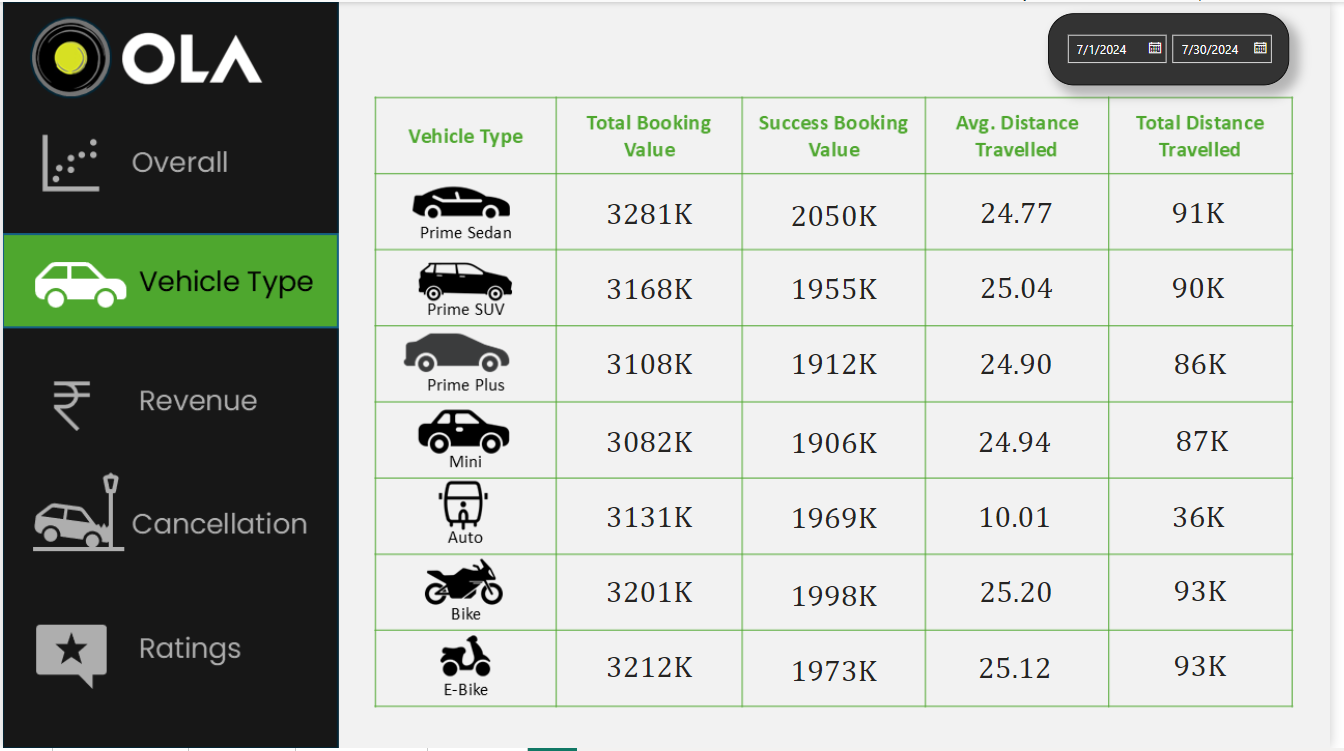 OLA
7/1/2024 7/30/2024
Overall
Vehicle Type
Revenue
Cancellation
Ratings
Vehicle Type Total Booking Value Success Booking Value Avg. Distance Travelled Total Distance Travelled
Prime Sedan 3281K 2050K 24.77 91K
Prime SUV 3168K 1955K 25.04 90K
Prime Plus 3108K 1912K 24.90 86K
Mini 3082K 1906K 24.94 87K
Auto 3131K 1969K 10.01 36K
Bike 3201K 1998K 25.20 93K
E-Bike 3212K 1973K 25.12 93K